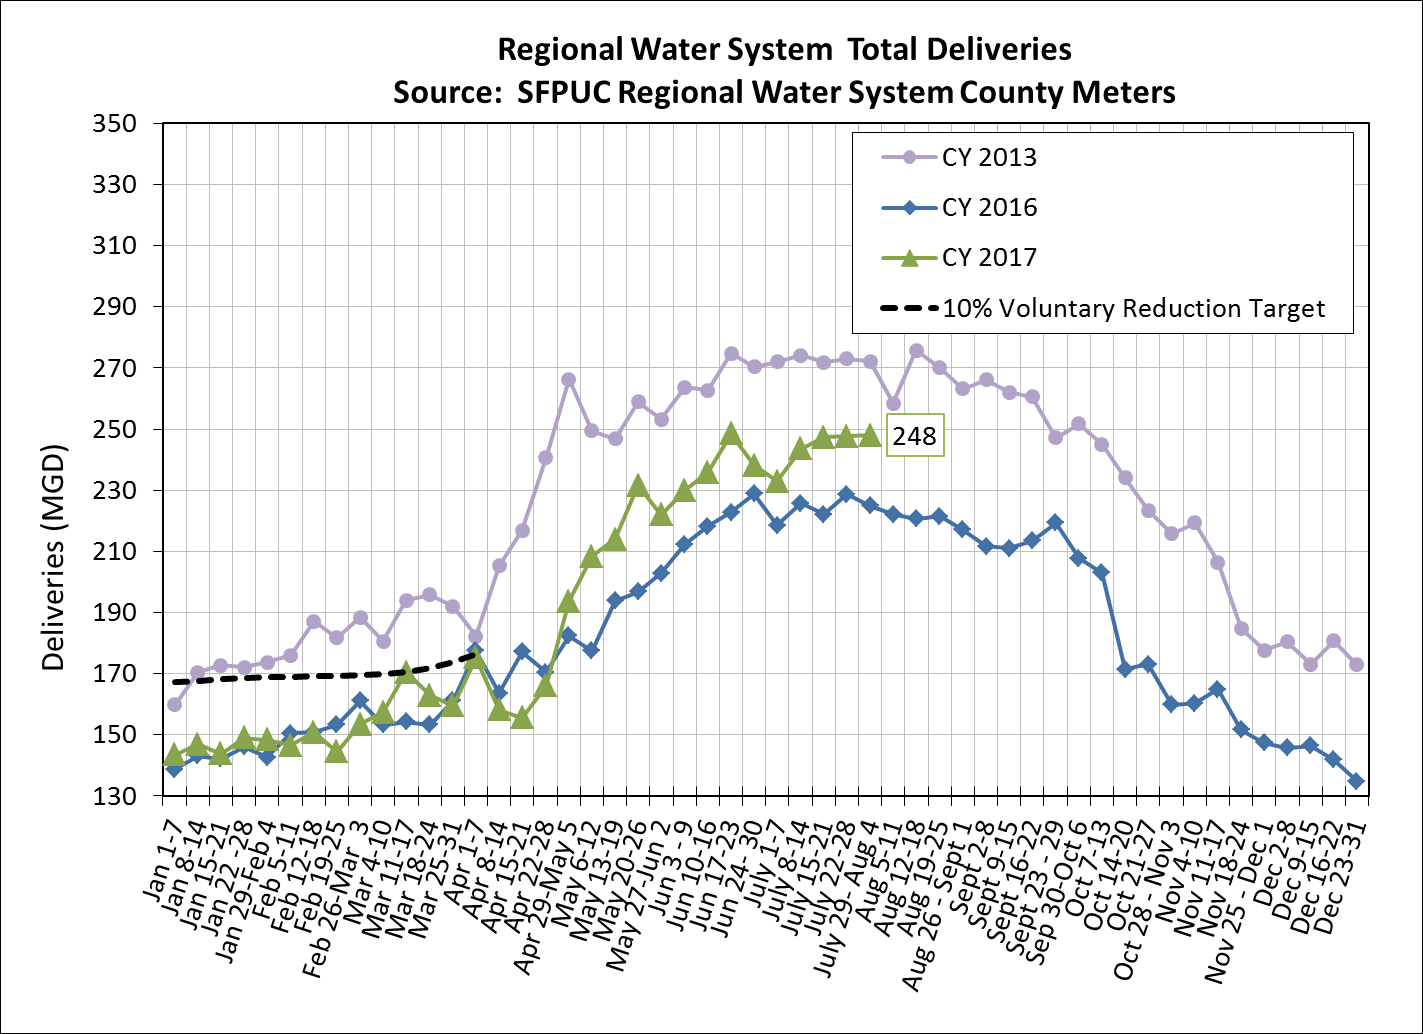 Regional Water System  Total Deliveries
Source:  SFPUC Regional Water System County Meters
350
330
310
290
270
250
230
210
190
170
150
130
Deliveries (MGD)
CY 2013
CY 2016
CY 2017
10% Voluntary Reduction Target
248
Jan 1-7
Jan 8-14
Jan 15-21
Jan 22 -28
Jan 29-Feb 4
Feb 5-11
Feb 12-18
Feb 19-25
Feb 26-Mar 3
Mar 4-10
Mar 11-17
Mar 18-24
Mar 25-31
Apr 1-7
Apr 8-14
Apr 15-21
Apr 22-28
Apr 29-May 5
May 6-12
May 13-19
May 20-26
May 27-Jun 2
Jun 3 - 9
Jun 10-16
Jun 17-23
Jun 24- 30
July 1-7
July 8-14
July 15-21
July 22-28
July 29- Aug 4
Aug 5-11
Aug 12-18
Aug 19-25
Aug 26 - Sept 1
Sept 2-8
Sept 9-15
Sept 16-22
Sept 23 - 29
Sep 30-Oct 6
Oct 7-13
Oct 14-20
Oct 21-27
Oct 28 - Nov 3
Nov 4-10
Nov 11-17
Nov 18-24
Nov 25 - Dec 1
Dec 2-8
Dec 9-15
Dec 16-22
Dec 23-31